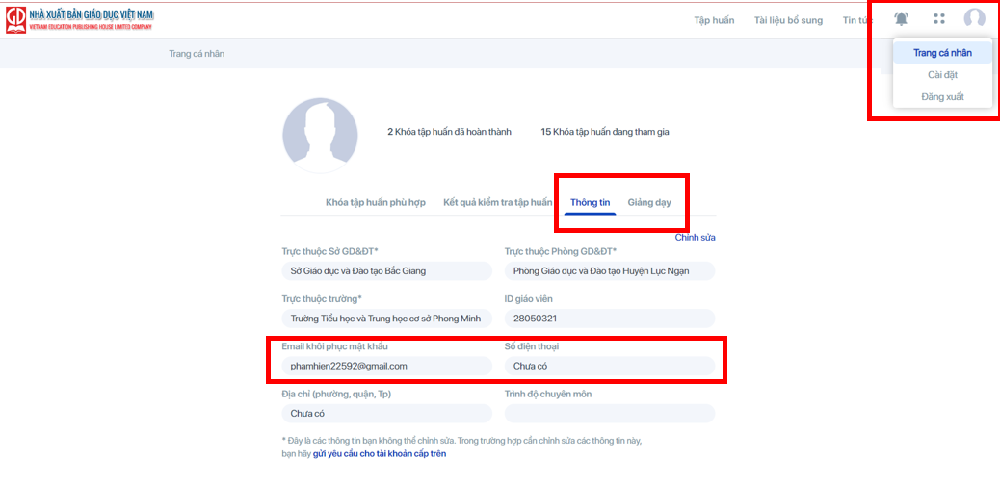 NHÀ XUẤT BẢN GIÁO DỤC VIỆT NAM
VIETNAM EDUCATION PUBLISHING HOUSE LIMITED COMPANY
Tập huấn Tài liệu bổ sung Tin tức
Trang cá nhân
Trang cá nhân
Cài đặt
Đăng xuất
2 Khóa tập huấn đã hoàn thành 15 Khóa tập huấn đang tham gia
Khóa tập huấn phù hợp Kết quả kiểm tra tập huấn Thông tin Giảng dạy
Chỉnh sửa
Trực thuộc Sở GD&ĐT* Trực thuộc Phòng GD&ĐT*
Sở Giáo dục và Đào tạo Bắc Giang Phòng Giáo dục và Đào tạo Huyện Lục Ngạn
Trực thuộc trường* ID giáo viên
Trường Tiểu học và Trung học cơ sở Phong Minh 28050321
Email khôi phục mật khẩu Số điện thoại
phamhien22592@gmail.com Chưa có
Địa chỉ (phường, quận, Tp) Trình độ chuyên môn
Chưa có
* Đây là các thông tin bạn không thể chỉnh sửa. Trong trường hợp cần chỉnh sửa các thông tin này,
bạn hãy gửi yêu cầu cho tài khoản cấp trên